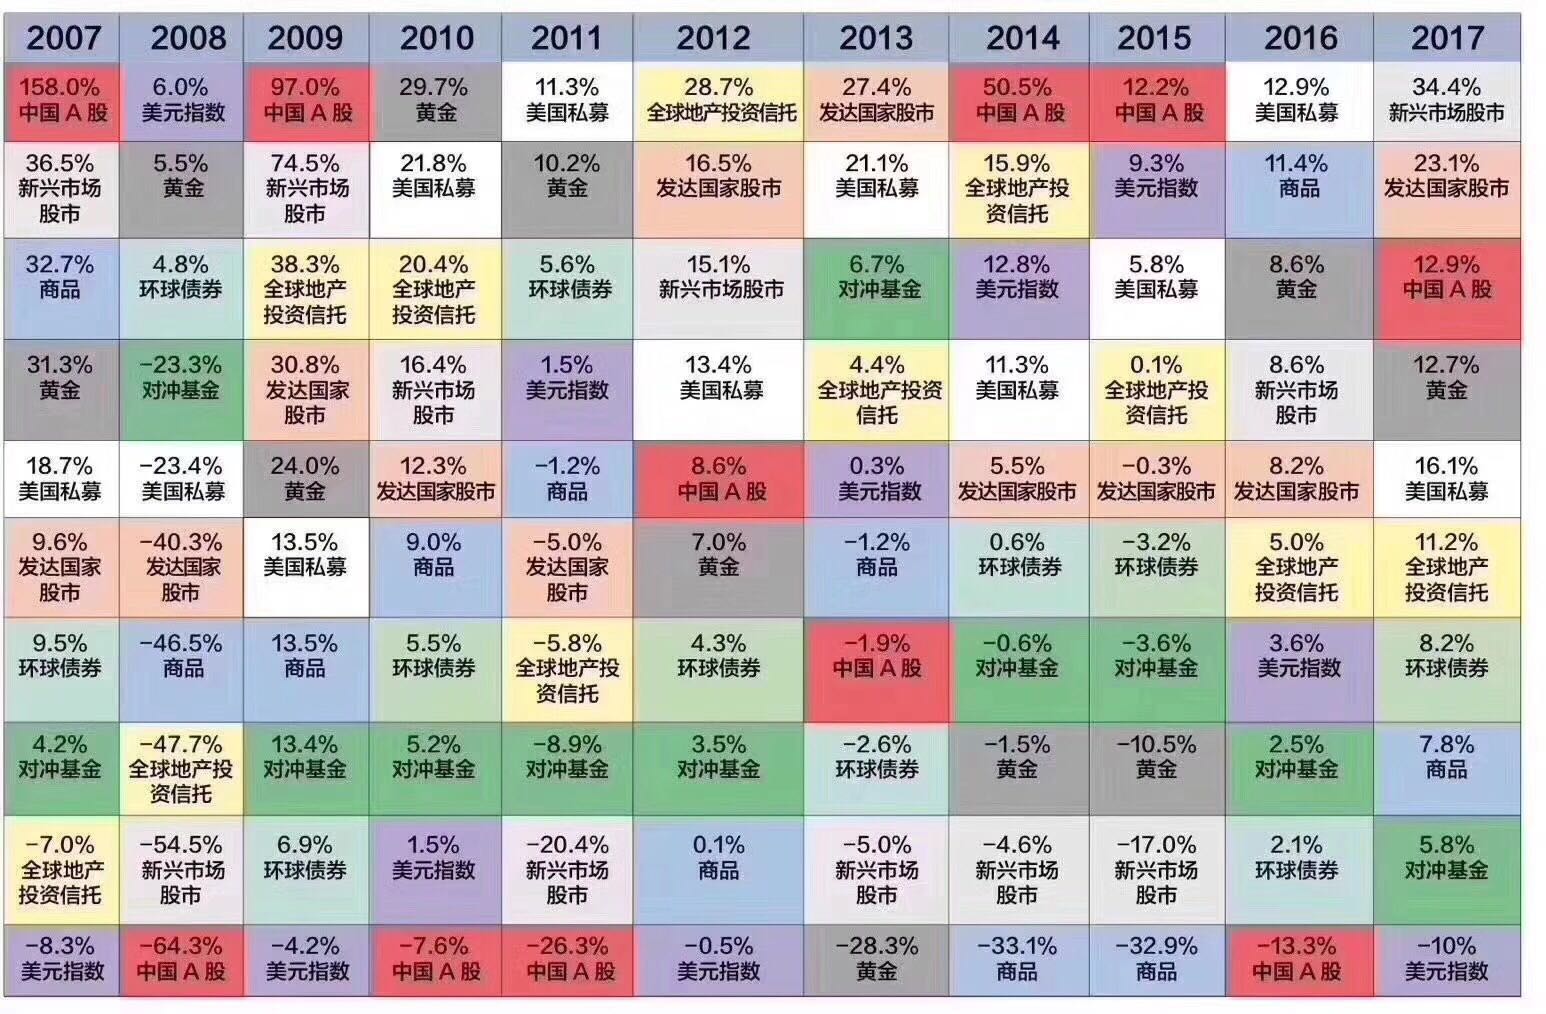 2007 2008 2009 2010 2011 2012 2013 2014 2015 2016 2017
158.0% 6.0% 97.0% 29.7% 11.3% 28.7% 27.4% 50.5% 12.2% 12.9% 34.4%
中国 A 股 美元指数 中国 A 股 黄金 美国私募 全球地产投资信托 发达国家股市 中国 A 股 中国 A 股 美国私募 新兴市场股市
36.5% 5.5% 74.5% 21.8% 10.2% 16.5% 21.1% 15.9% 9.3% 11.4% 23.1%
新兴市场 黄金 新兴市场 美国私募 黄金 发达国家股市 美国私募 全球地产投 美元指数 商品 发达国家股市
股市 股市 资信托
32.7% 4.8% 38.3% 20.4% 5.6% 15.1% 6.7% 12.8% 5.8% 8.6% 12.9%
商品 环球债券 全球地产 全球地产 环球债券 新兴市场股市 对冲基金 美元指数 美国私募 黄金 中国 A 股
投资信托 投资信托
31.3% −23.3% 30.8% 16.4% 1.5% 13.4% 4.4% 11.3% 0.1% 8.6% 12.7%
黄金 对冲基金 发达国家 新兴市场 美元指数 美国私募 全球地产投资 美国私募 全球地产投 新兴市场 黄金
股市 股市 信托 资信托 股市
18.7% −23.4% 24.0% 12.3% −1.2% 8.6% 0.3% 5.5% −0.3% 8.2% 16.1%
美国私募 美国私募 黄金 发达国家股市 商品 中国 A 股 美元指数 发达国家股市 发达国家股市 发达国家股市 美国私募
9.6% −40.3% 13.5% 9.0% −5.0% 7.0% −1.2% 0.6% −3.2% 5.0% 11.2%
发达国家 发达国家 美国私募 商品 发达国家 黄金 商品 环球债券 环球债券 全球地产 全球地产
股市 股市 股市 投资信托 投资信托
9.5% −46.5% 13.5% 5.5% −5.8% 4.3% −1.9% −0.6% −3.6% 3.6% 8.2%
环球债券 商品 商品 环球债券 全球地产投 环球债券 中国 A 股 对冲基金 对冲基金 美元指数 环球债券
资信托
4.2% −47.7% 13.4% 5.2% −8.9% 3.5% −2.6% −1.5% −10.5% 2.5% 7.8%
对冲基金 全球地产投 对冲基金 对冲基金 对冲基金 对冲基金 环球债券 黄金 黄金 对冲基金 商品
资信托
−7.0% −54.5% 6.9% 1.5% −20.4% 0.1% −5.0% −4.6% −17.0% 2.1% 5.8%
全球地产 新兴市场 环球债券 美元指数 新兴市场 商品 新兴市场 新兴市场 新兴市场 环球债券 对冲基金
投资信托 股市 股市 股市 股市 股市
−8.3% −64.3% −4.2% −7.6% −26.3% −0.5% −28.3% −33.1% −32.9% −13.3% −10%
美元指数 中国 A 股 美元指数 中国 A 股 中国 A 股 美元指数 黄金 商品 商品 中国 A 股 美元指数